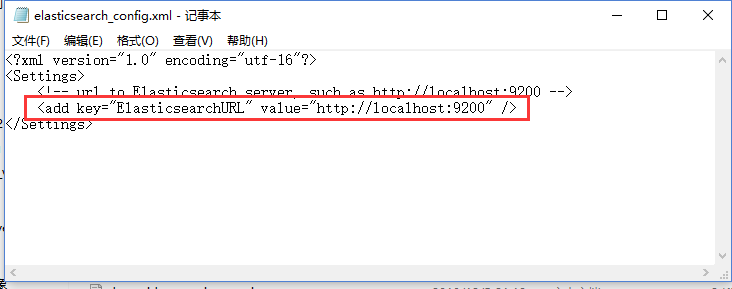 elasticsearch_config.xml - 记事本
文件(F) 编辑(E) 格式(O) 查看(V) 帮助(H)
<?xml version="1.0" encoding="utf-16"?>
<Settings>
    <!-- url to Elasticsearch server, such as http://localhost:9200 -->
    <add key="ElasticsearchURL" value="http://localhost:9200" />
</Settings>